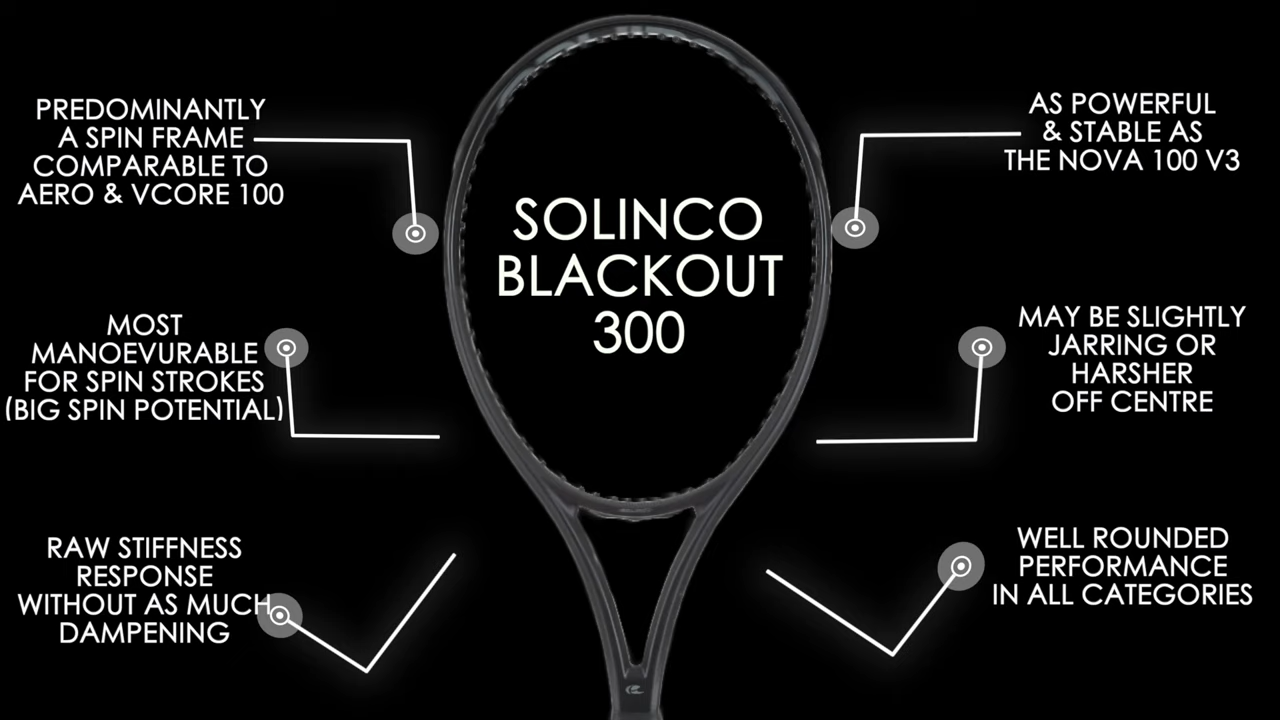 PREDOMINANTLY
A SPIN FRAME
COMPARABLE TO
AERO & VCORE 100
AS POWERFUL
& STABLE AS
THE NOVA 100 V3
SOLINCO
BLACKOUT
300
MOST
MANOEVURABLE
FOR SPIN STROKES
(BIG SPIN POTENTIAL)
MAY BE SLIGHTLY
JARRING OR
HARSHER
OFF CENTRE
RAW STIFFNESS
RESPONSE
WITHOUT AS MUCH
DAMPENING
WELL ROUNDED
PERFORMANCE
IN ALL CATEGORIES